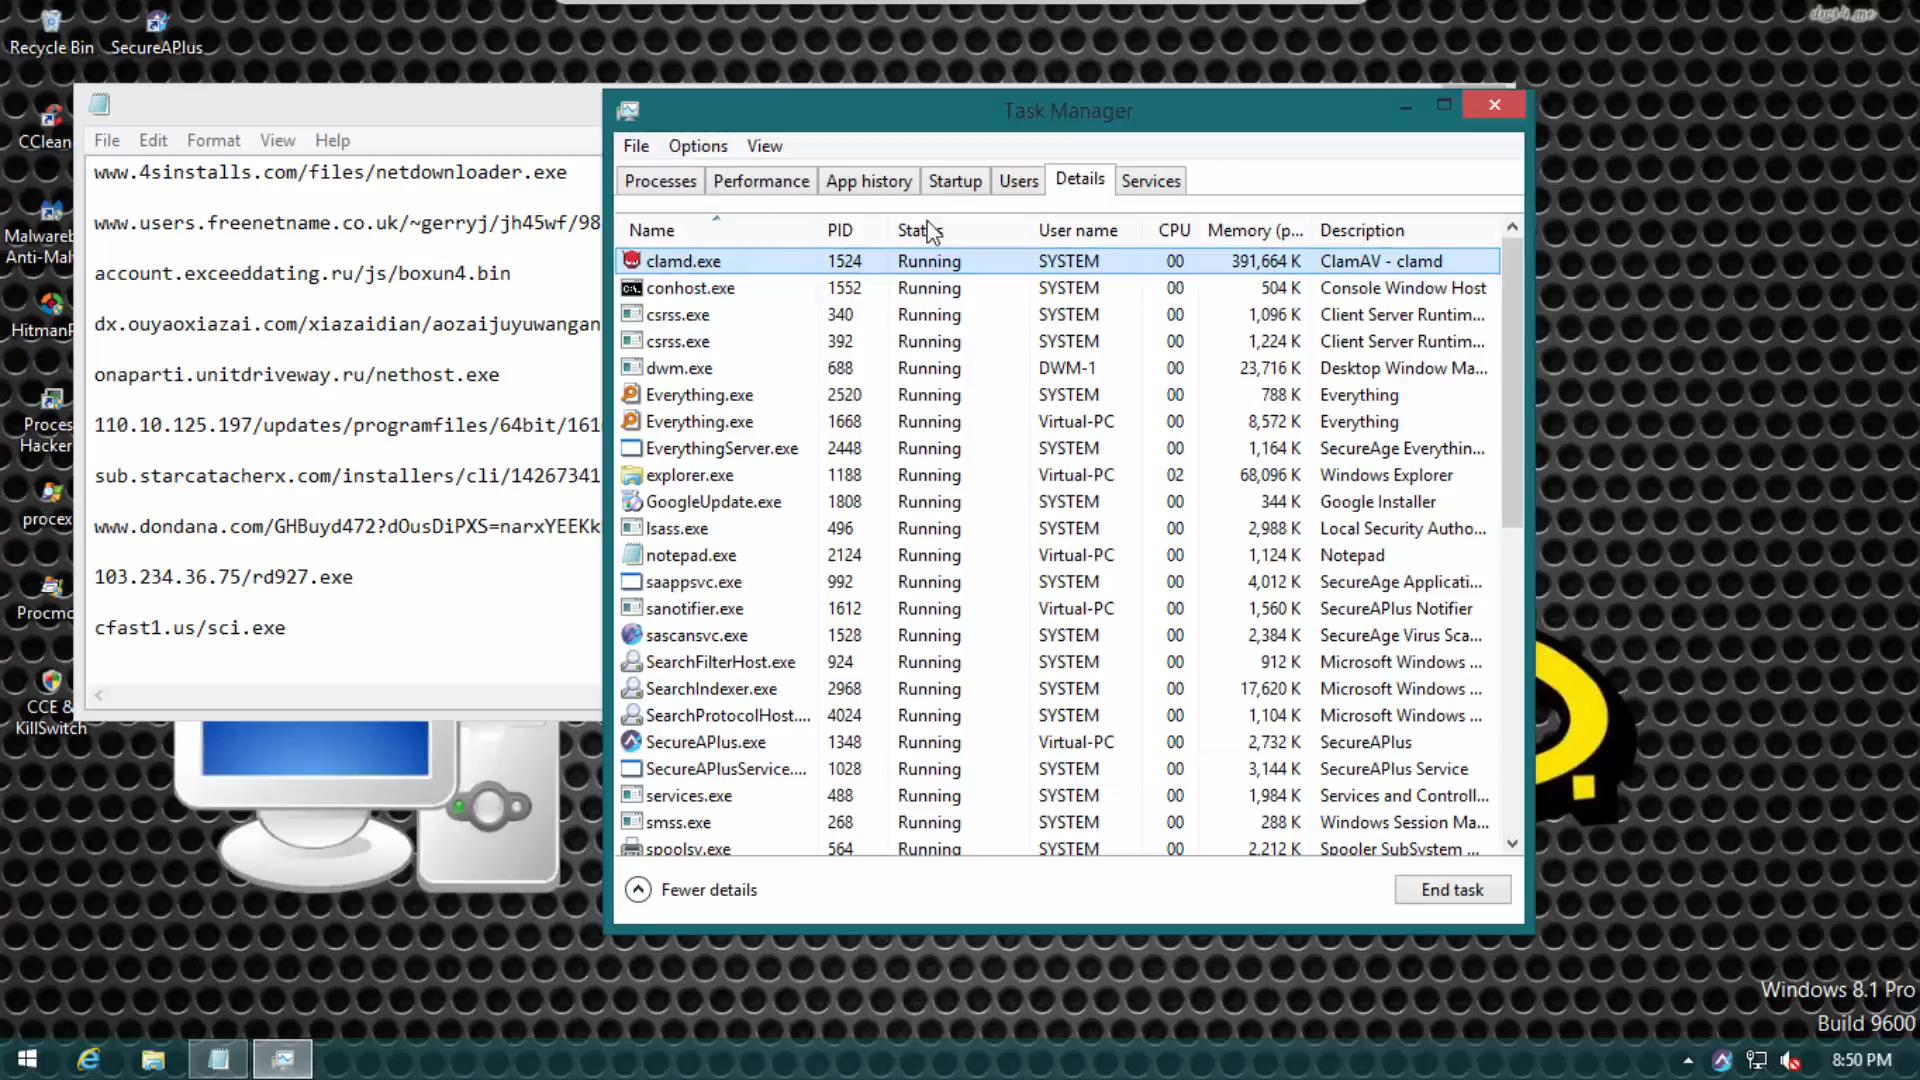 Recycle Bin
SecureAPlus
CClean
Malwareb
Anti-Mal
HitmanP
Proces
Hacker
procex
Procmo
CCE &
KillSwitch
File Edit Format View Help
www.4sinstalls.com/files/netdownloader.exe
www.users.freenetname.co.uk/~gerryj/jh45wf/98
account.exceeddating.ru/js/boxun4.bin
dx.ouyaoxiazai.com/xiazaidian/aozaijuyuwangan
onaparti.unitdriveway.ru/nethost.exe
110.10.125.197/updates/programfiles/64bit/161
sub.starcatacherx.com/installers/cli/14267341
www.dondana.com/GHBuyd472?dOusDiPXS=narxYEEKk
103.234.36.75/rd927.exe
cfast1.us/sci.exe
Task Manager
File Options View
Processes Performance App history Startup Users Details Services
Name PID Status User name CPU Memory (p... Description
clamd.exe 1524 Running SYSTEM 00 391,664 K ClamAV - clamd
conhost.exe 1552 Running SYSTEM 00 504 K Console Window Host
csrss.exe 340 Running SYSTEM 00 1,096 K Client Server Runtim...
csrss.exe 392 Running SYSTEM 00 1,224 K Client Server Runtim...
dwm.exe 688 Running DWM-1 00 23,716 K Desktop Window Ma...
Everything.exe 2520 Running SYSTEM 00 788 K Everything
Everything.exe 1668 Running Virtual-PC 00 8,572 K Everything
EverythingServer.exe 2448 Running SYSTEM 00 1,164 K SecureAge Everythin...
explorer.exe 1188 Running Virtual-PC 02 68,096 K Windows Explorer
GoogleUpdate.exe 1808 Running SYSTEM 00 344 K Google Installer
lsass.exe 496 Running SYSTEM 00 2,988 K Local Security Autho...
notepad.exe 2124 Running Virtual-PC 00 1,124 K Notepad
saappsvc.exe 992 Running SYSTEM 00 4,012 K SecureAge Applicati...
sanotifier.exe 1612 Running Virtual-PC 00 1,560 K SecureAPlus Notifier
sascansvc.exe 1528 Running SYSTEM 00 2,384 K SecureAge Virus Sca...
SearchFilterHost.exe 924 Running SYSTEM 00 912 K Microsoft Windows ...
SearchIndexer.exe 2968 Running SYSTEM 00 17,620 K Microsoft Windows ...
SearchProtocolHost.... 4024 Running SYSTEM 00 1,104 K Microsoft Windows ...
SecureAPlus.exe 1348 Running Virtual-PC 00 2,732 K SecureAPlus
SecureAPlusService.... 1028 Running SYSTEM 00 3,144 K SecureAPlus Service
services.exe 488 Running SYSTEM 00 1,984 K Services and Controll...
smss.exe 268 Running SYSTEM 00 288 K Windows Session Ma...
spoolsv.exe 564 Running SYSTEM 00 2,212 K Spooler SubSystem ...
Fewer details
End task
Windows 8.1 Pro
Build 9600
8:50 PM